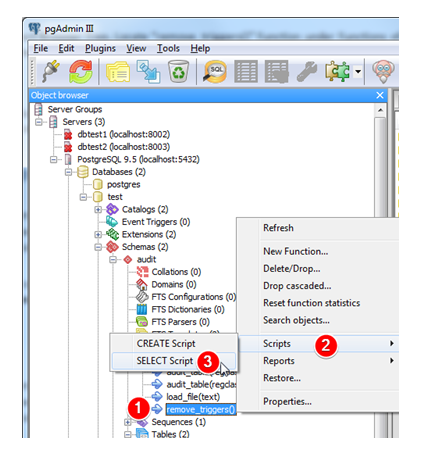 pgAdmin III
File Edit Plugins View Tools Help
SQL
Object browser
Server Groups
Servers (3)
dbtest1 (localhost:8002)
dbtest2 (localhost:8003)
PostgreSQL 9.5 (localhost:5432)
Databases (2)
postgres
test
Catalogs (2)
Event Triggers (0)
Extensions (2)
Schemas (2)
audit
Collations (0)
Domains (0)
FTS Configurations (0)
FTS Dictionaries (0)
FTS Parsers (0)
audit_table(regclass
load_file(text)
1 remove_triggers()
Sequences (1)
Tables (2)
Refresh
New Function...
Delete/Drop...
Drop cascaded...
Reset function statistics
Search objects...
Scripts 2
Reports
Restore...
Properties...
CREATE Script
SELECT Script 3